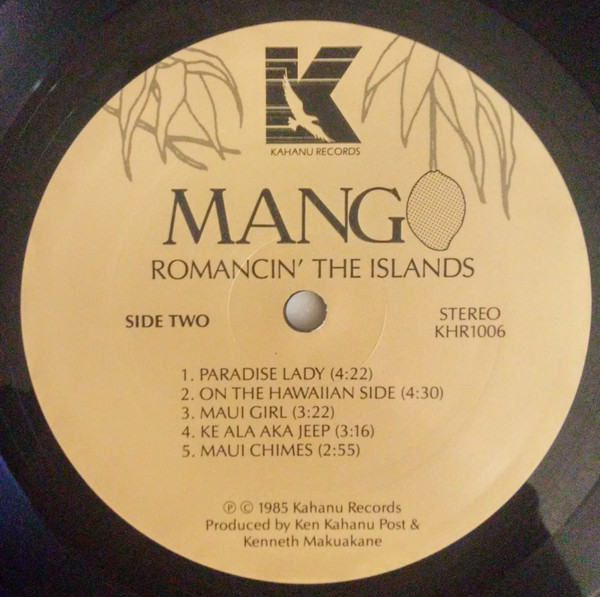 K
KAHANU RECORDS
MANGO
ROMANCIN' THE ISLANDS
SIDE TWO
STEREO
KHR1006
1. PARADISE LADY (4:22)
2. ON THE HAWAIIAN SIDE (4:30)
3. MAUI GIRL (3:22)
4. KE ALA AKA JEEP (3:16)
5. MAUI CHIMES (2:55)
℗ © 1985 Kahanu Records
Produced by Ken Kahanu Post &
Kenneth Makuakane